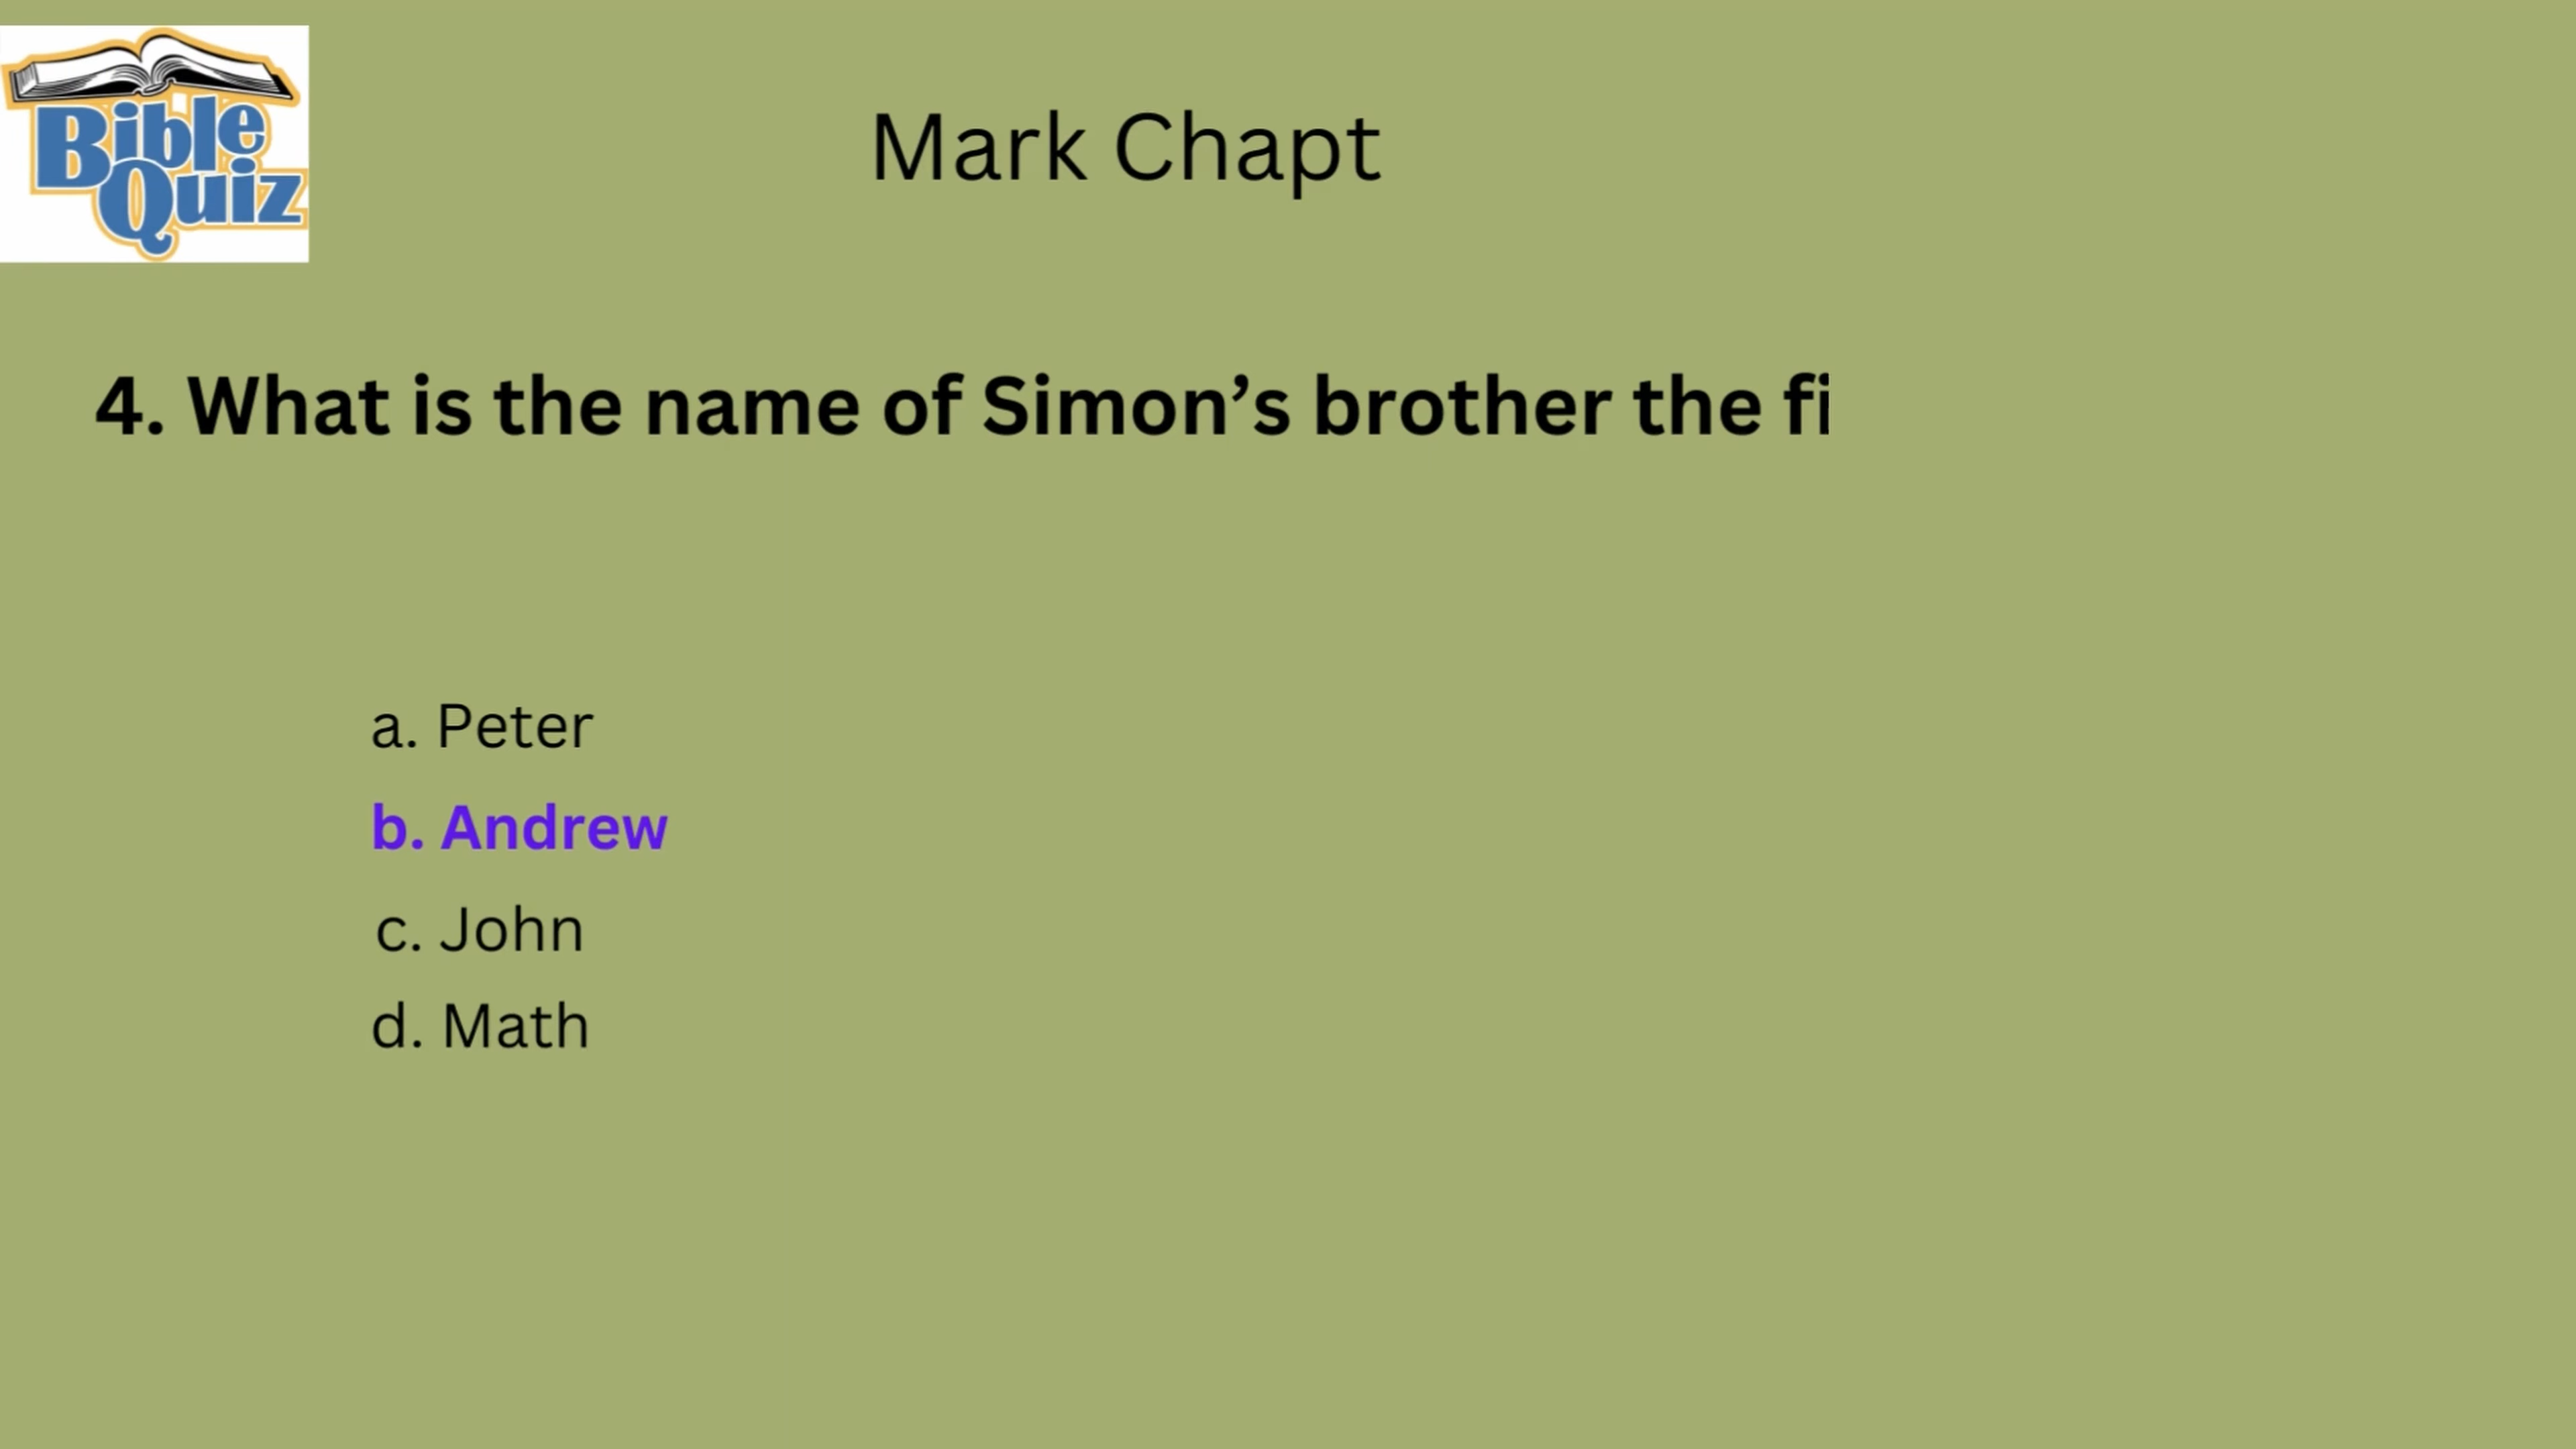 Bible
Quiz
Mark Chapt
4. What is the name of Simon’s brother the fi
a. Peter
b. Andrew
c. John
d. Math